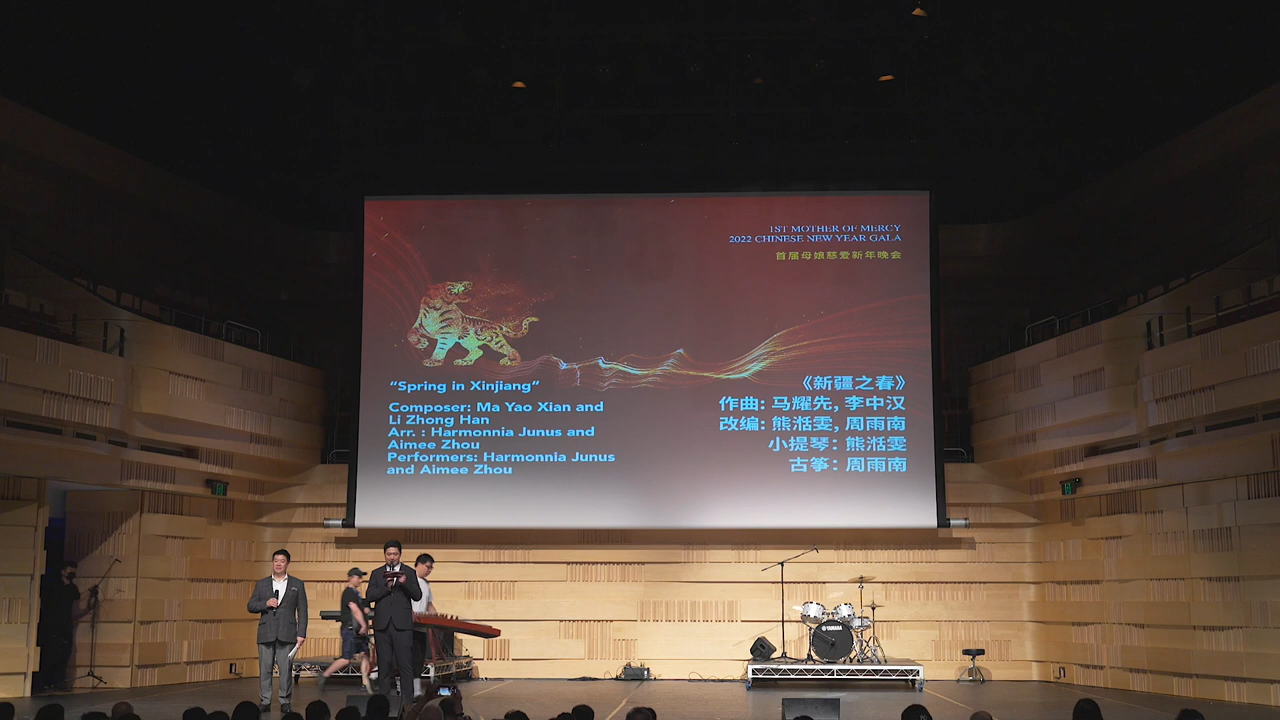 1ST MOTHER OF MERCY
2022 CHINESE NEW YEAR GALA
首届母娘慈爱新年晚会
“Spring in Xinjiang“
Composer: Ma Yao Xian and
Li Zhong Han
Arr. : Harmonnia Junus and
Aimee Zhou
Performers: Harmonnia Junus
and Aimee Zhou
《新疆之春》
作曲: 马耀先, 李中汉
改编: 熊湉雯, 周雨南
小提琴: 熊湉雯
古筝: 周雨南
YAMAHA